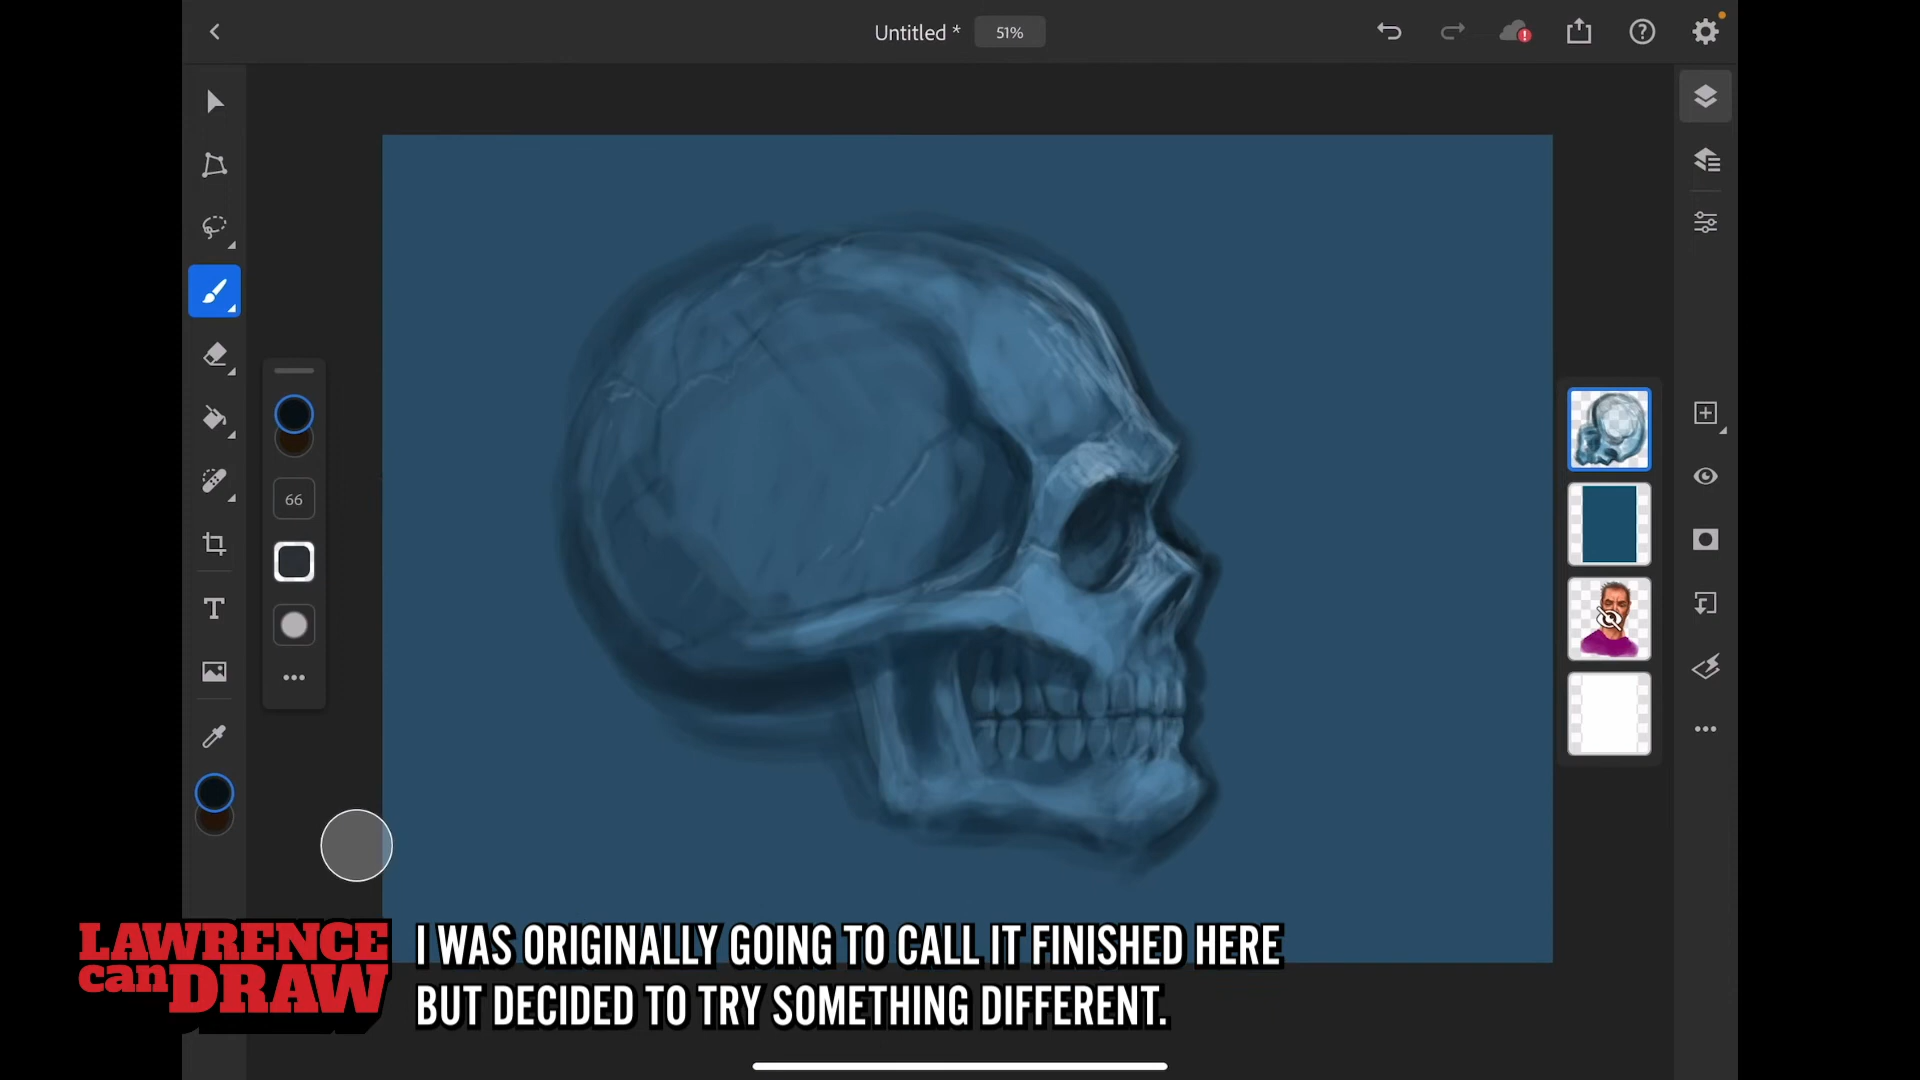 Untitled *
51%
66
LAWRENCE
can DRAW
I WAS ORIGINALLY GOING TO CALL IT FINISHED HERE
BUT DECIDED TO TRY SOMETHING DIFFERENT.